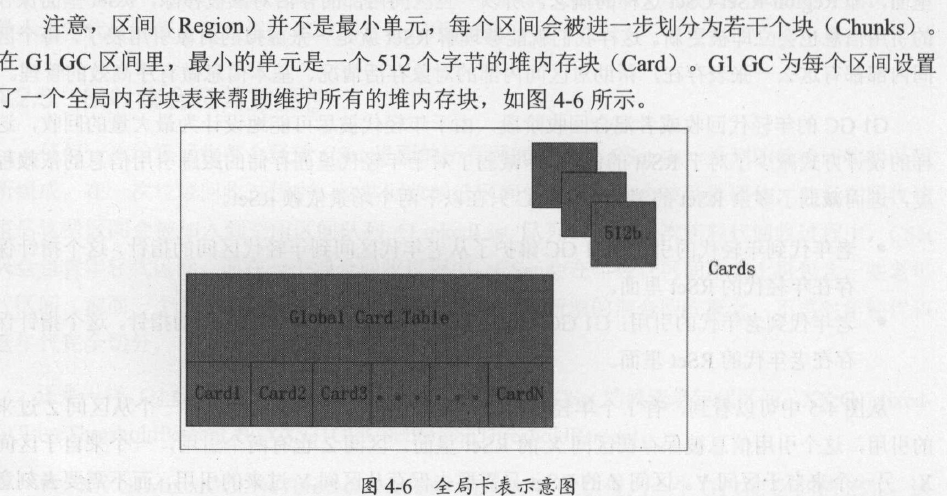 注意，区间（Region）并不是最小单元，每个区间会被进一步划分为若干个块（Chunks）。
在 G1 GC 区间里，最小的单元是一个 512 个字节的堆内存块（Card）。G1 GC 为每个区间设置
了一个全局内存块表来帮助维护所有的堆内存块，如图 4-6 所示。
512b.
Cards
Global Card Table
Card1 Card2 Card3 。。。。。。 CardN
图 4-6 全局卡表示意图